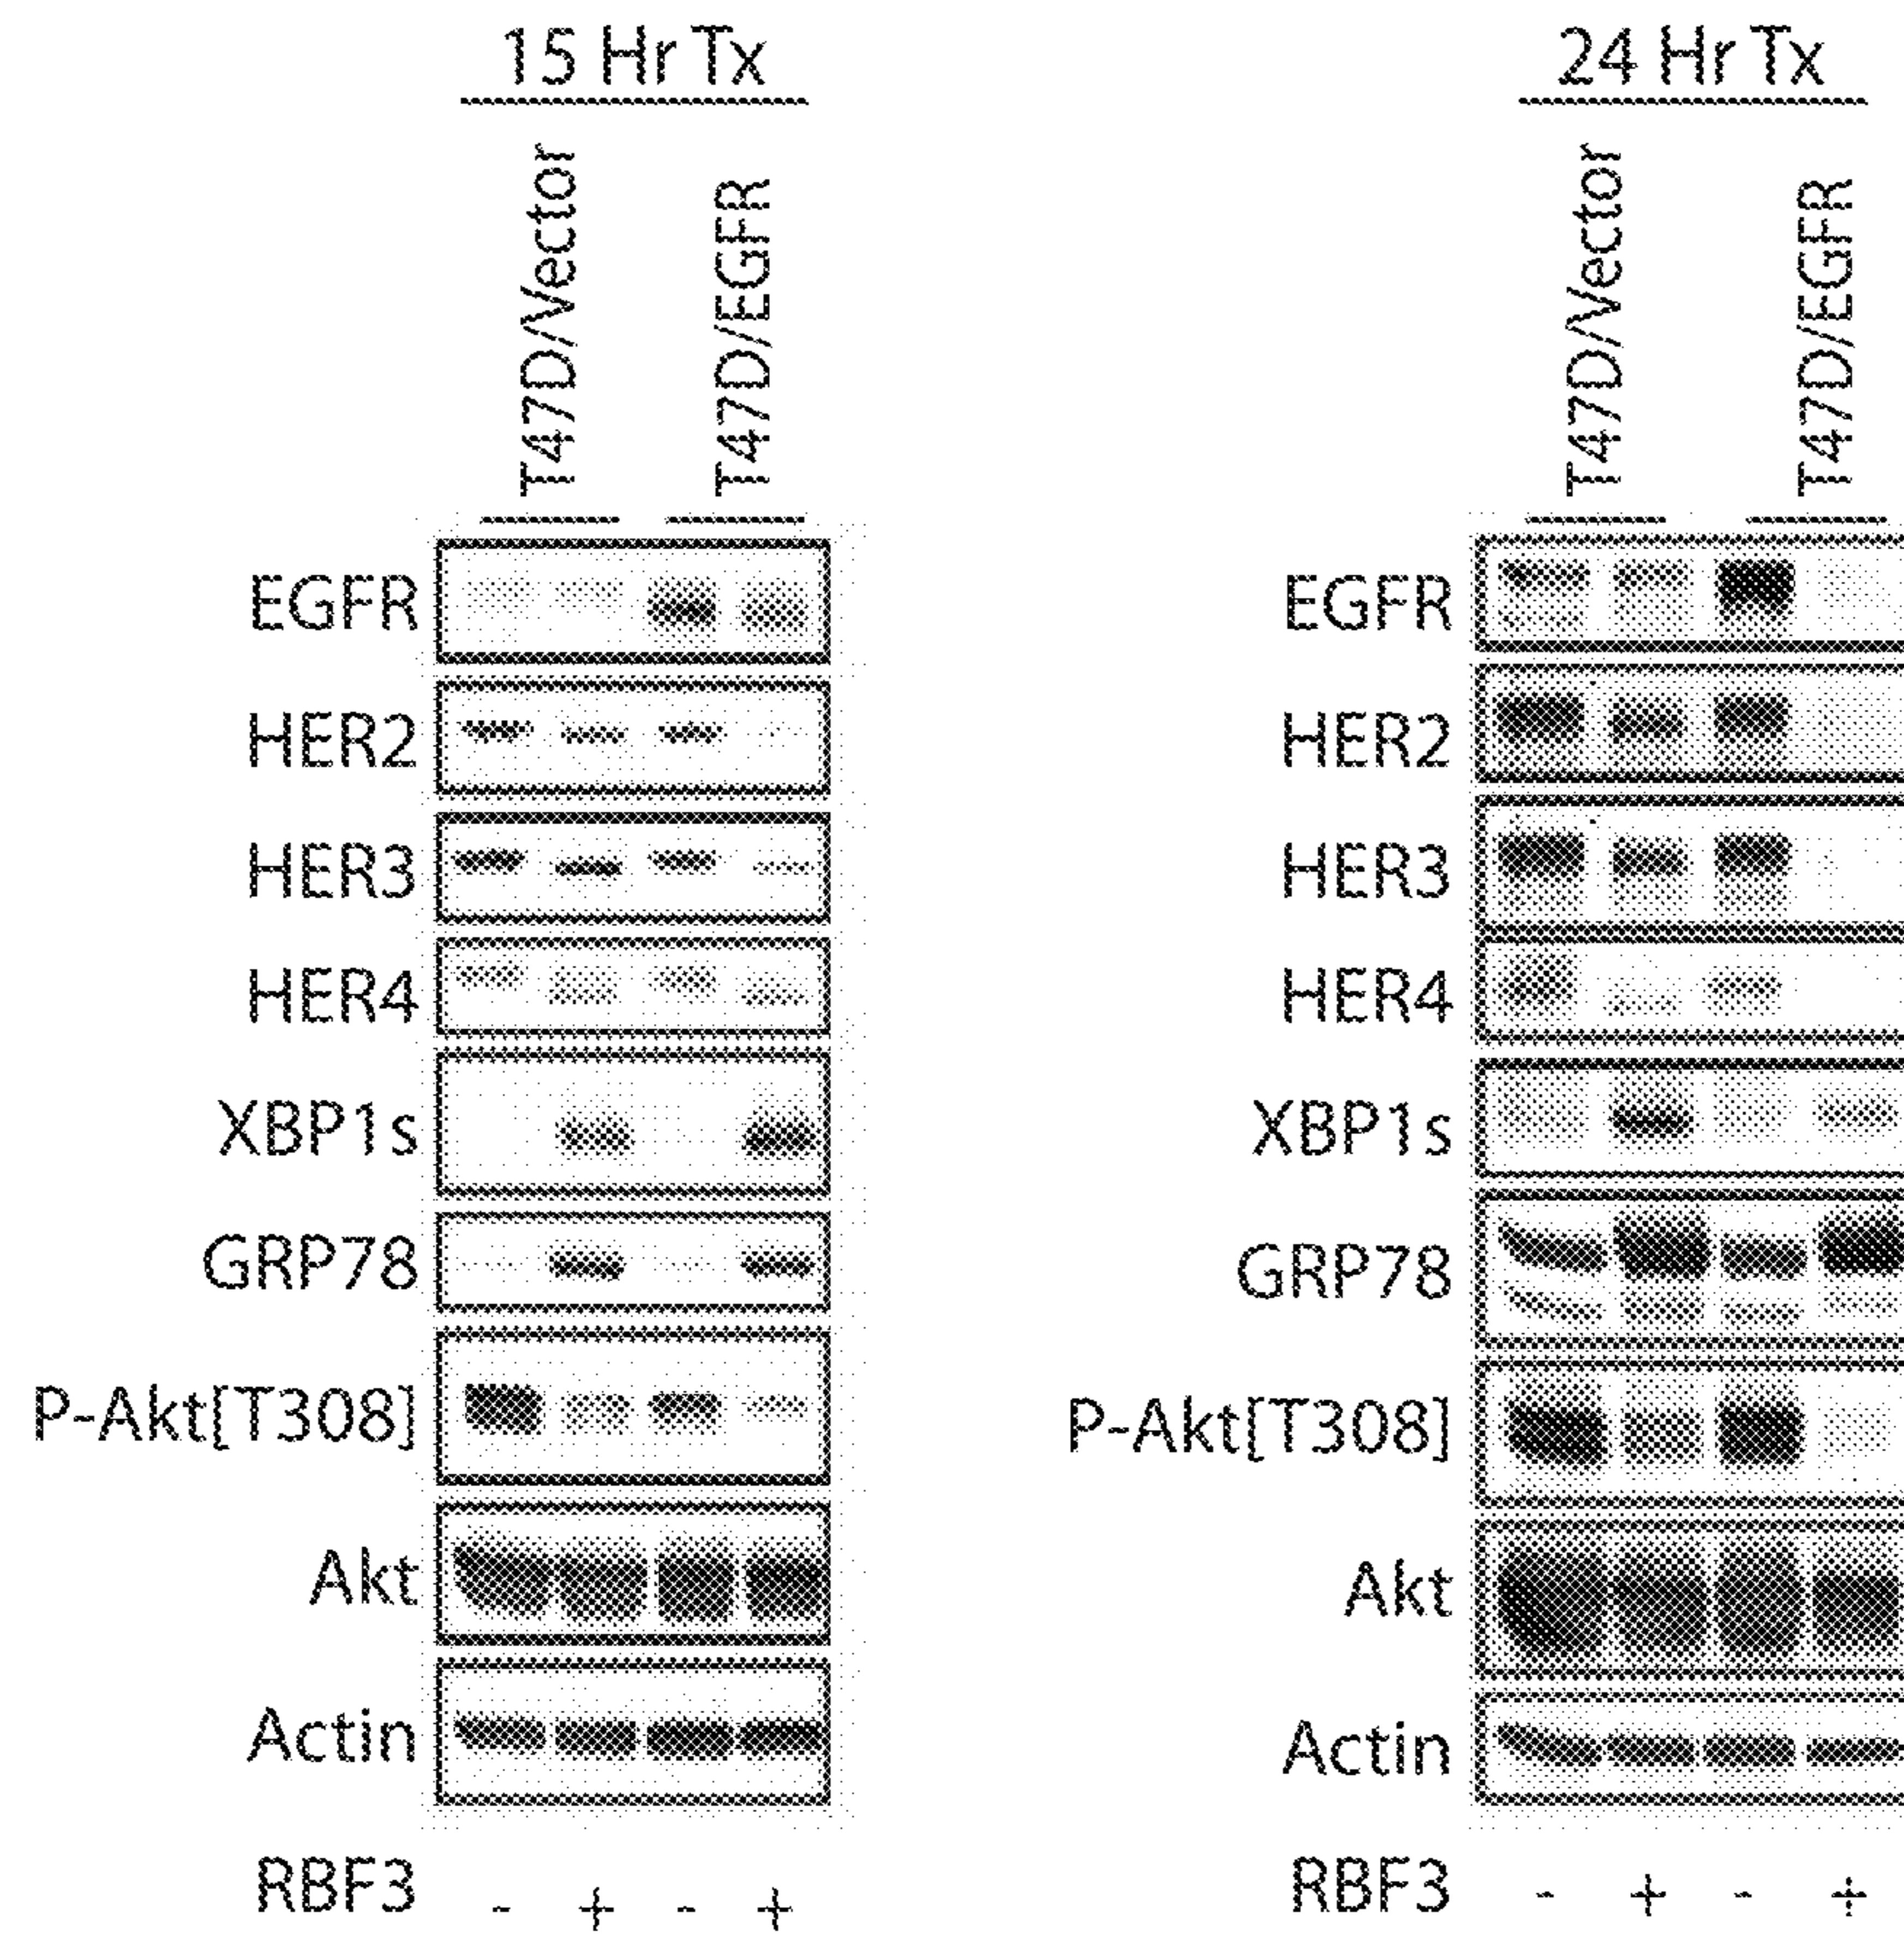 15 Hr Tx
T47D/Vector
T47D/EGFR
EGFR
HER2
HER3
HER4
XBP1s
GRP78
P-Akt[T308]
Akt
Actin
RBF3 - + - +
24 Hr Tx
T47D/Vector
T47D/EGFR
EGFR
HER2
HER3
HER4
XBP1s
GRP78
P-Akt[T308]
Akt
Actin
RBF3 - + - +